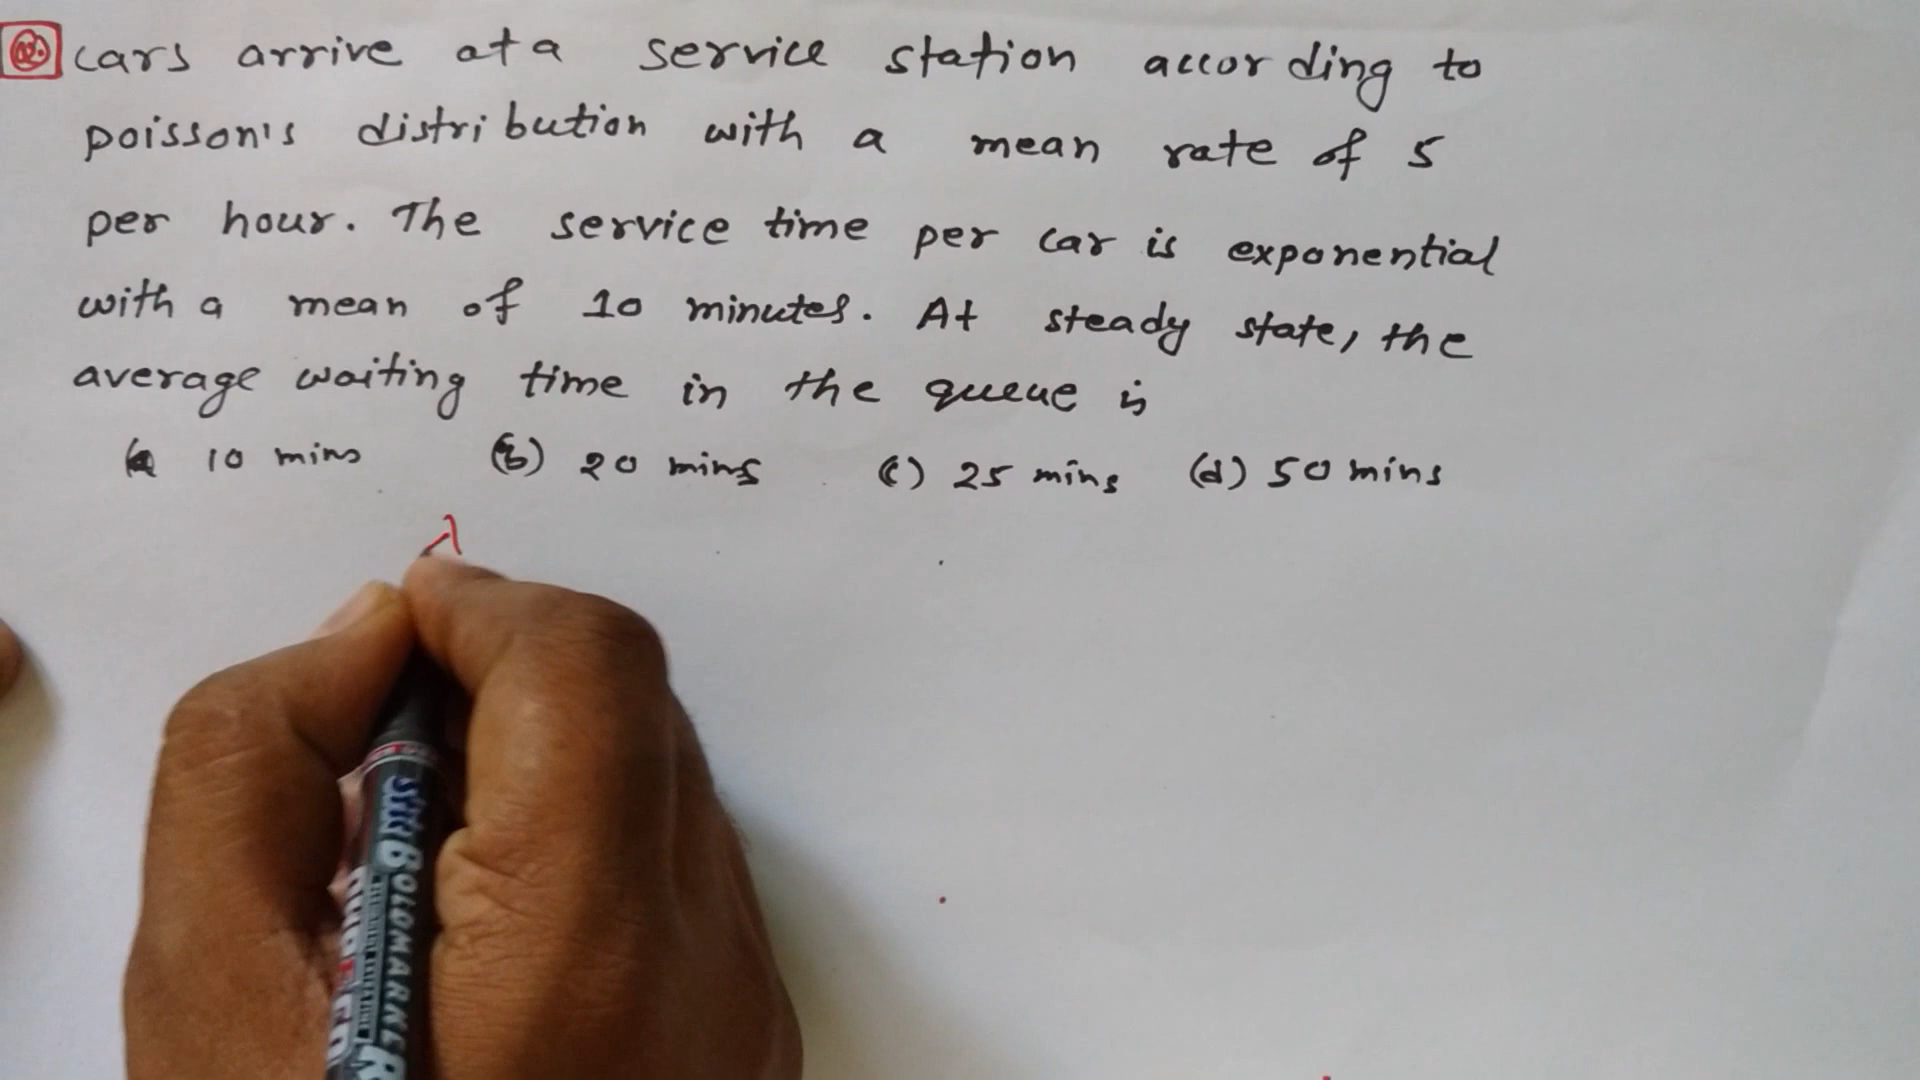 cars arrive at a service station according to
poisson's distribution with a mean rate of 5
per hour. The service time per car is exponential
with a mean of 10 minutes. At steady state, the
average waiting time in the queue is
(a 10 mins (b) 20 mins (c) 25 mins (d) 50 mins
λ
BOLDMARKER